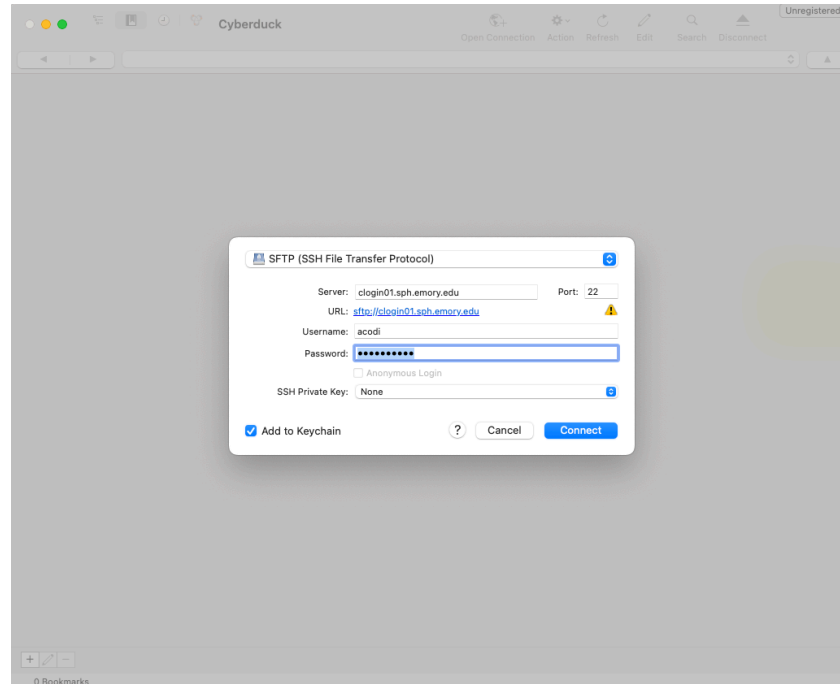 Unregistered
Cyberduck
Open Connection Action Refresh Edit Search Disconnect
SFTP (SSH File Transfer Protocol)
Server: clogin01.sph.emory.edu Port: 22
URL: sftp://clogin01.sph.emory.edu
Username: acodi
Password: ••••••••••
Anonymous Login
SSH Private Key: None
Add to Keychain ? Cancel Connect
0 Bookmarks